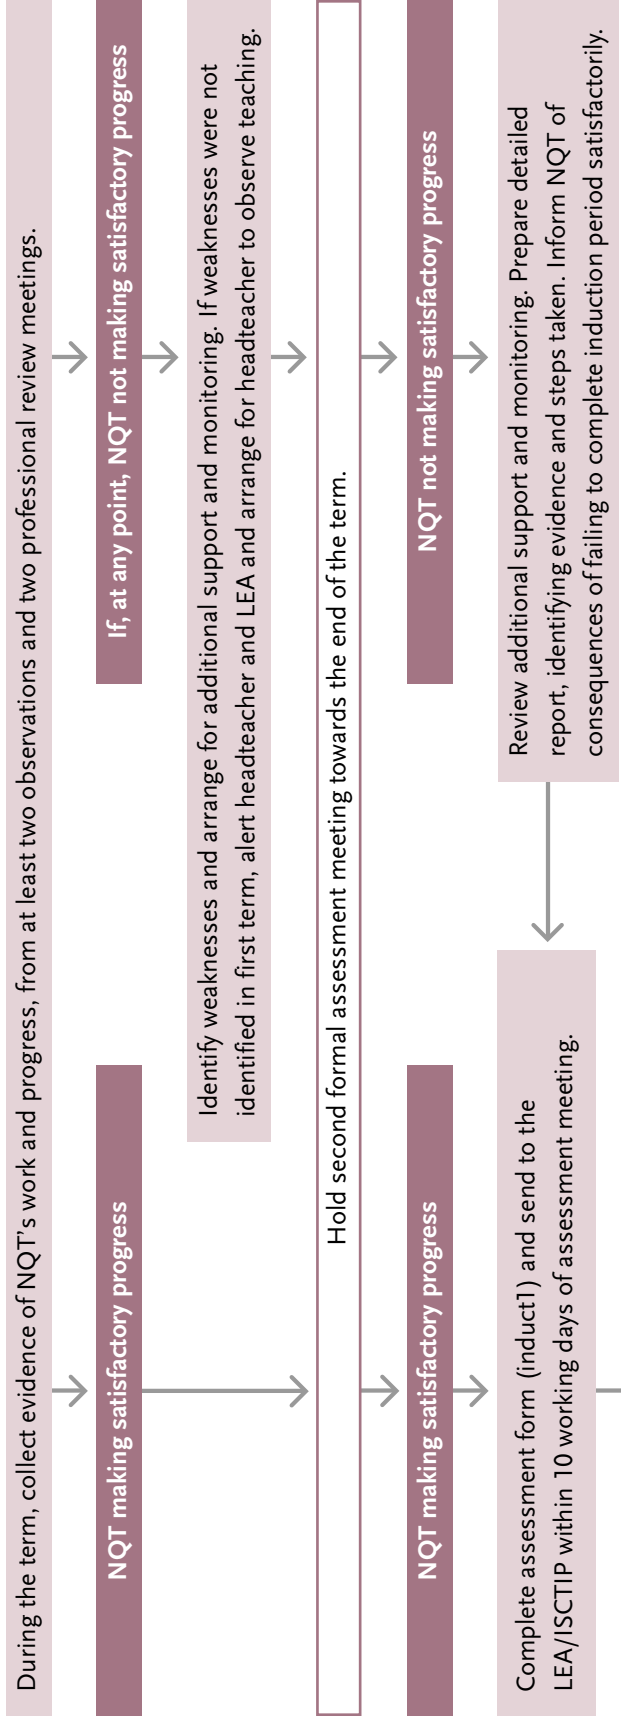 During the term, collect evidence of NQT’s work and progress, from at least two observations and two professional review meetings.
NQT making satisfactory progress
If, at any point, NQT not making satisfactory progress
Identify weaknesses and arrange for additional support and monitoring. If weaknesses were not
identified in first term, alert headteacher and LEA and arrange for headteacher to observe teaching.
Hold second formal assessment meeting towards the end of the term.
NQT making satisfactory progress
NQT not making satisfactory progress
Complete assessment form (induct1) and send to the
LEA/ISCTIP within 10 working days of assessment meeting.
Review additional support and monitoring. Prepare detailed
report, identifying evidence and steps taken. Inform NQT of
consequences of failing to complete induction period satisfactorily.